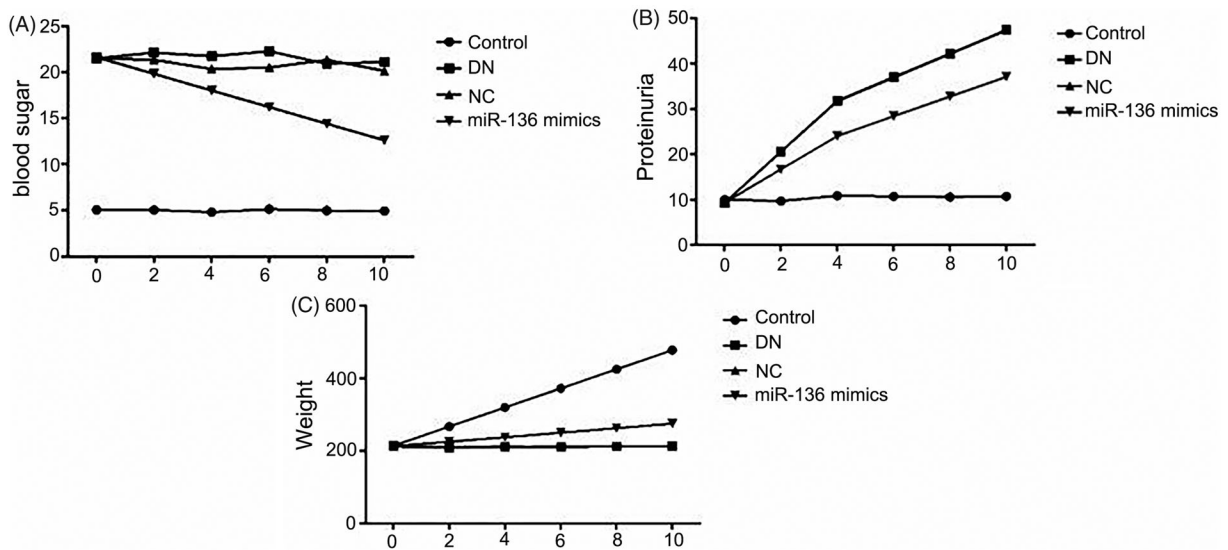 (A)
25
20
15
10
5
0
blood sugar
0 2 4 6 8 10
Control
DN
NC
miR-136 mimics
(B)
50
40
30
20
10
0
Proteinuria
0 2 4 6 8 10
Control
DN
NC
miR-136 mimics
(C)
600
400
200
0
Weight
0 2 4 6 8 10
Control
DN
NC
miR-136 mimics